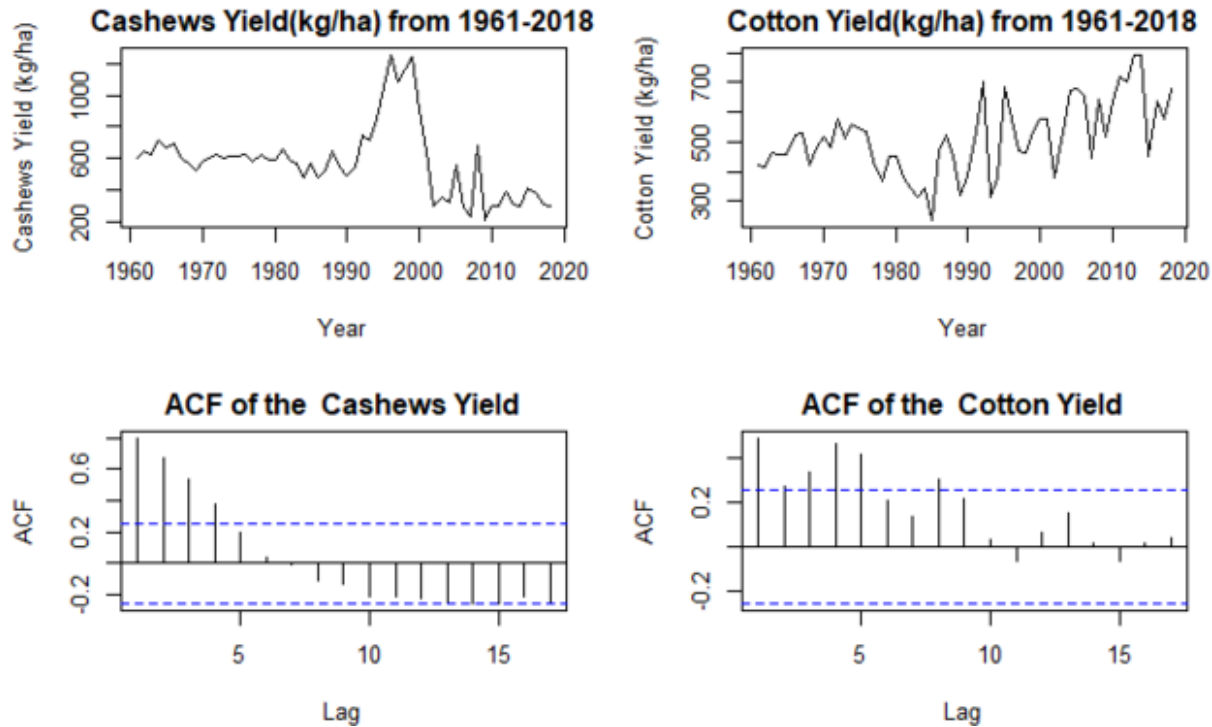 Cashews Yield(kg/ha) from 1961-2018
Cashews Yield (kg/ha)
1000
600
200
1960 1970 1980 1990 2000 2010 2020
Year
Cotton Yield(kg/ha) from 1961-2018
Cotton Yield (kg/ha)
700
500
300
1960 1970 1980 1990 2000 2010 2020
Year
ACF of the Cashews Yield
ACF
0.6
0.2
-0.2
5 10 15
Lag
ACF of the Cotton Yield
ACF
0.2
-0.2
5 10 15
Lag